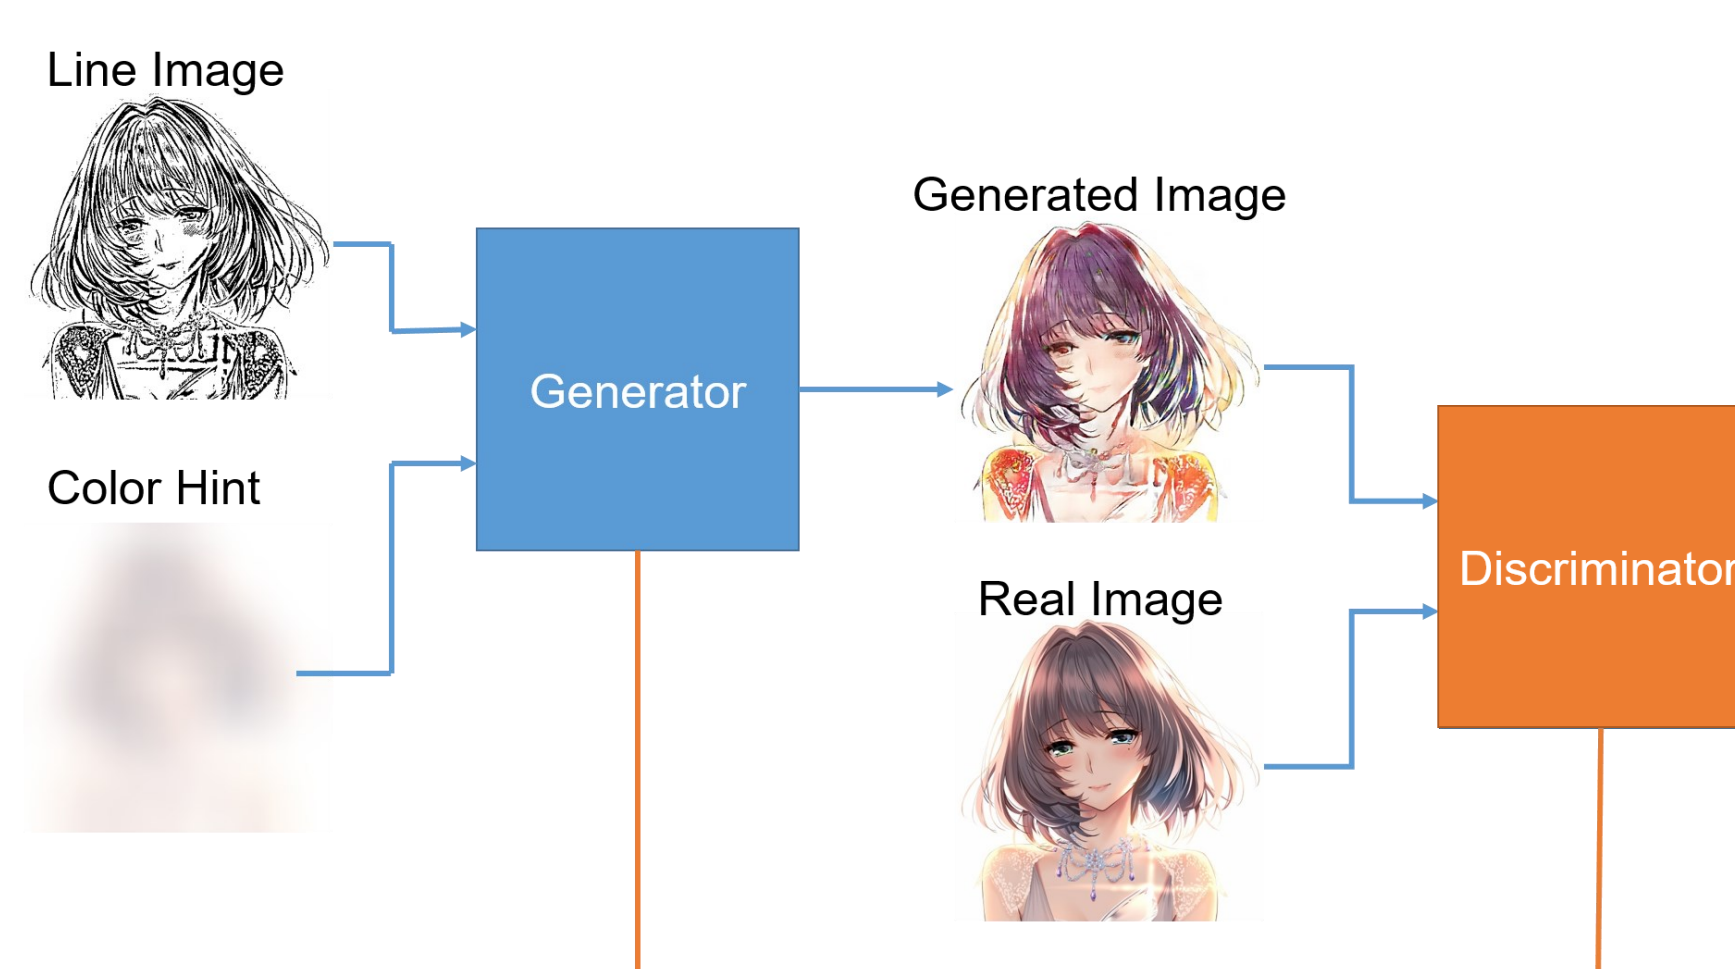 Line Image
Generated Image
Generator
Color Hint
Discriminator
Real Image